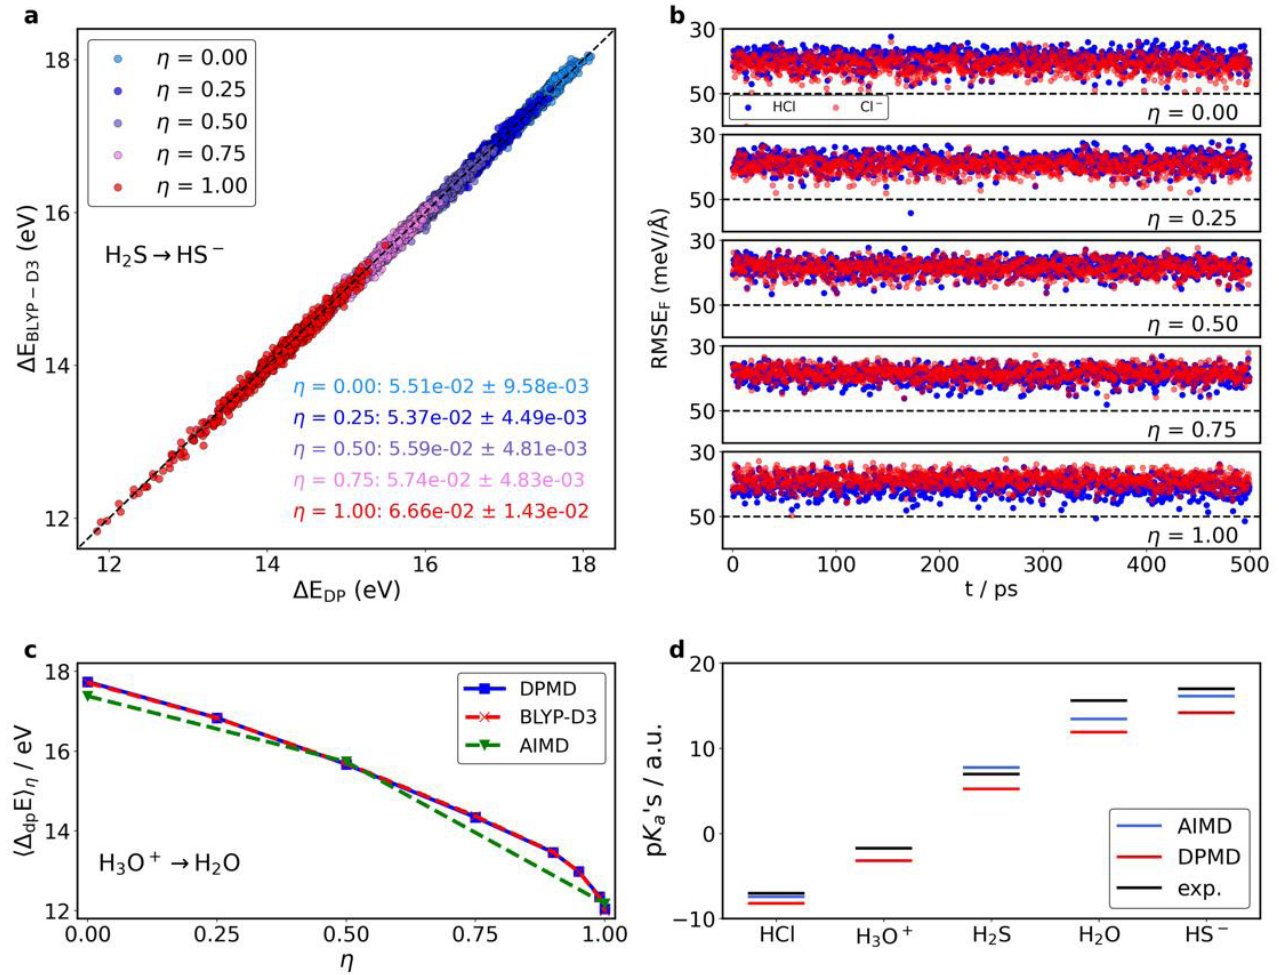 a
18
16
14
12
ΔE_BLYP−D3 (eV)
η = 0.00
η = 0.25
η = 0.50
η = 0.75
η = 1.00
H₂S→HS⁻
η = 0.00: 5.51e-02 ± 9.58e-03
η = 0.25: 5.37e-02 ± 4.49e-03
η = 0.50: 5.59e-02 ± 4.81e-03
η = 0.75: 5.74e-02 ± 4.83e-03
η = 1.00: 6.66e-02 ± 1.43e-02
12 14 16 18
ΔE_DP (eV)
b
RMSE_F (meV/Å)
30
50
HCl Cl⁻
η = 0.00
30
50
η = 0.25
30
50
η = 0.50
30
50
η = 0.75
30
50
η = 1.00
0 100 200 300 400 500
t / ps
c
18
16
14
12
⟨Δ_dpE⟩_η / eV
DPMD
BLYP-D3
AIMD
H₃O⁺→H₂O
0.00 0.25 0.50 0.75 1.00
η
d
20
10
0
−10
pKₐ's / a.u.
AIMD
DPMD
exp.
HCl H₃O⁺ H₂S H₂O HS⁻